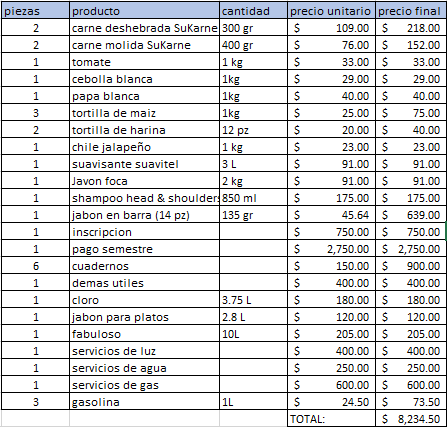 piezas producto cantidad precio unitario precio final
2 carne deshebrada SuKarne 300 gr $ 109.00 $ 218.00
2 carne molida SuKarne 400 gr $ 76.00 $ 152.00
1 tomate 1 kg $ 33.00 $ 33.00
1 cebolla blanca 1kg $ 29.00 $ 29.00
1 papa blanca 1kg $ 40.00 $ 40.00
3 tortilla de maiz 1kg $ 25.00 $ 75.00
2 tortilla de harina 12 pz $ 20.00 $ 40.00
1 chile jalapeño 1 kg $ 23.00 $ 23.00
1 suavisante suavitel 3 L $ 91.00 $ 91.00
1 Javon foca 2 kg $ 91.00 $ 91.00
1 shampoo head & shoulders 850 ml $ 175.00 $ 175.00
1 jabon en barra (14 pz) 135 gr $ 45.64 $ 639.00
1 inscripcion $ 750.00 $ 750.00
1 pago semestre $ 2,750.00 $ 2,750.00
6 cuadernos $ 150.00 $ 900.00
1 demas utiles $ 400.00 $ 400.00
1 cloro 3.75 L $ 180.00 $ 180.00
1 jabon para platos 2.8 L $ 120.00 $ 120.00
1 fabuloso 10L $ 205.00 $ 205.00
1 servicios de luz $ 400.00 $ 400.00
1 servicios de agua $ 250.00 $ 250.00
1 servicios de gas $ 600.00 $ 600.00
3 gasolina 1L $ 24.50 $ 73.50
TOTAL: $ 8,234.50